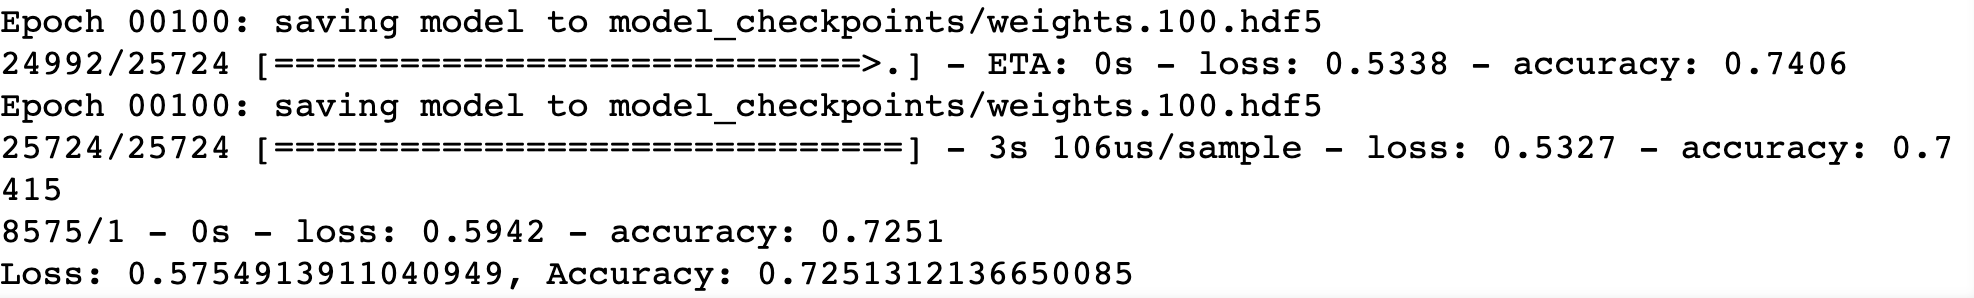 Epoch 00100: saving model to model_checkpoints/weights.100.hdf5
24992/25724 [============================>.] - ETA: 0s - loss: 0.5338 - accuracy: 0.7406
Epoch 00100: saving model to model_checkpoints/weights.100.hdf5
25724/25724 [==============================] - 3s 106us/sample - loss: 0.5327 - accuracy: 0.7
415
8575/1 - 0s - loss: 0.5942 - accuracy: 0.7251
Loss: 0.5754913911040949, Accuracy: 0.7251312136650085